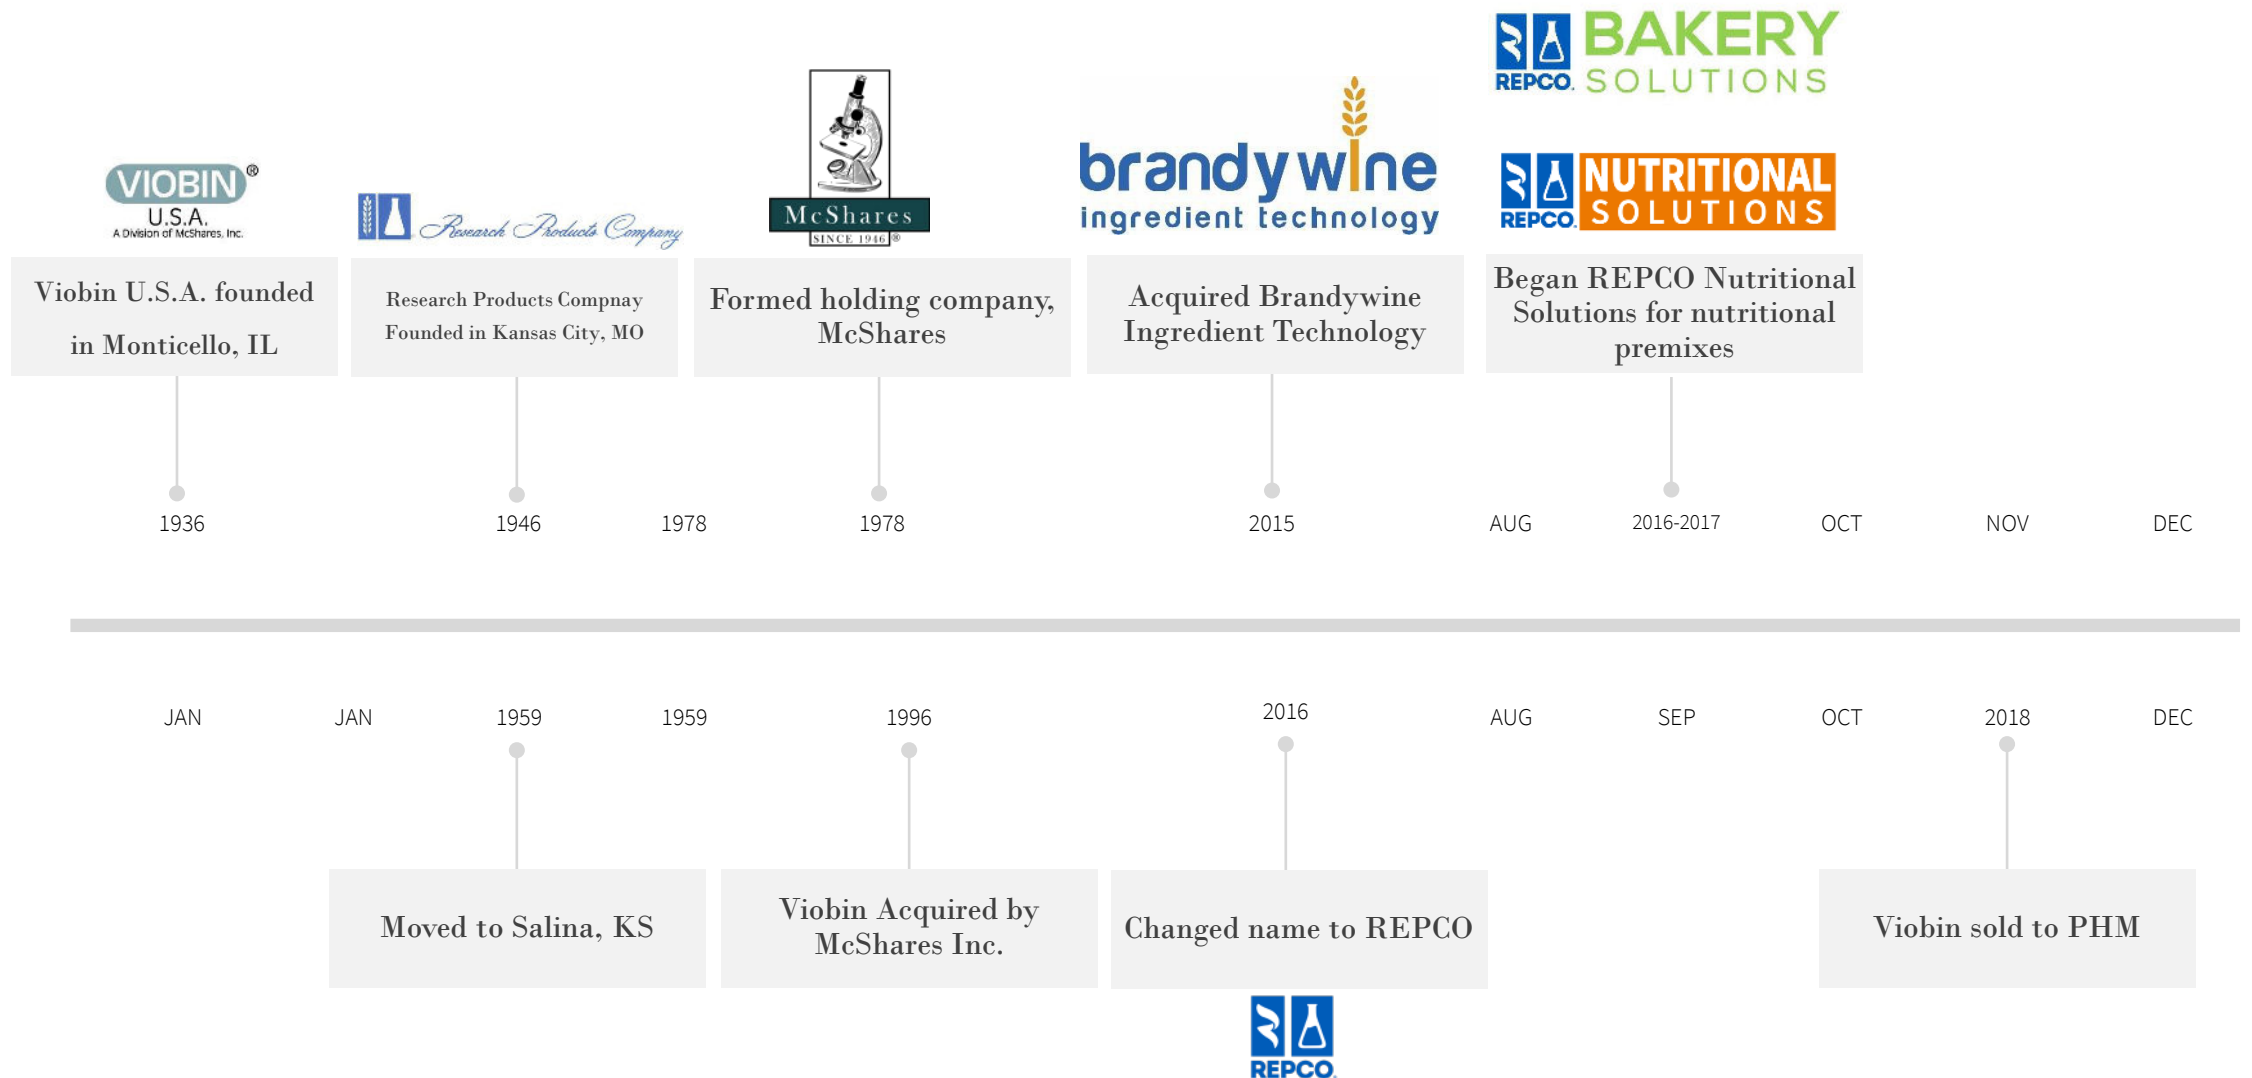 REPCO.
BAKERY
SOLUTIONS
REPCO.
NUTRITIONAL
SOLUTIONS
VIOBIN®
U.S.A.
A Division of McShares, Inc.
Research Products Company
McShares
SINCE 1946 ®
brandywine
ingredient technology
Viobin U.S.A. founded
in Monticello, IL
Research Products Compnay
Founded in Kansas City, MO
Formed holding company,
McShares
Acquired Brandywine
Ingredient Technology
Began REPCO Nutritional
Solutions for nutritional
premixes
1936 1946 1978 1978 2015 AUG 2016-2017 OCT NOV DEC
JAN JAN 1959 1959 1996 2016 AUG SEP OCT 2018 DEC
Moved to Salina, KS
Viobin Acquired by
McShares Inc.
Changed name to REPCO
Viobin sold to PHM
REPCO.